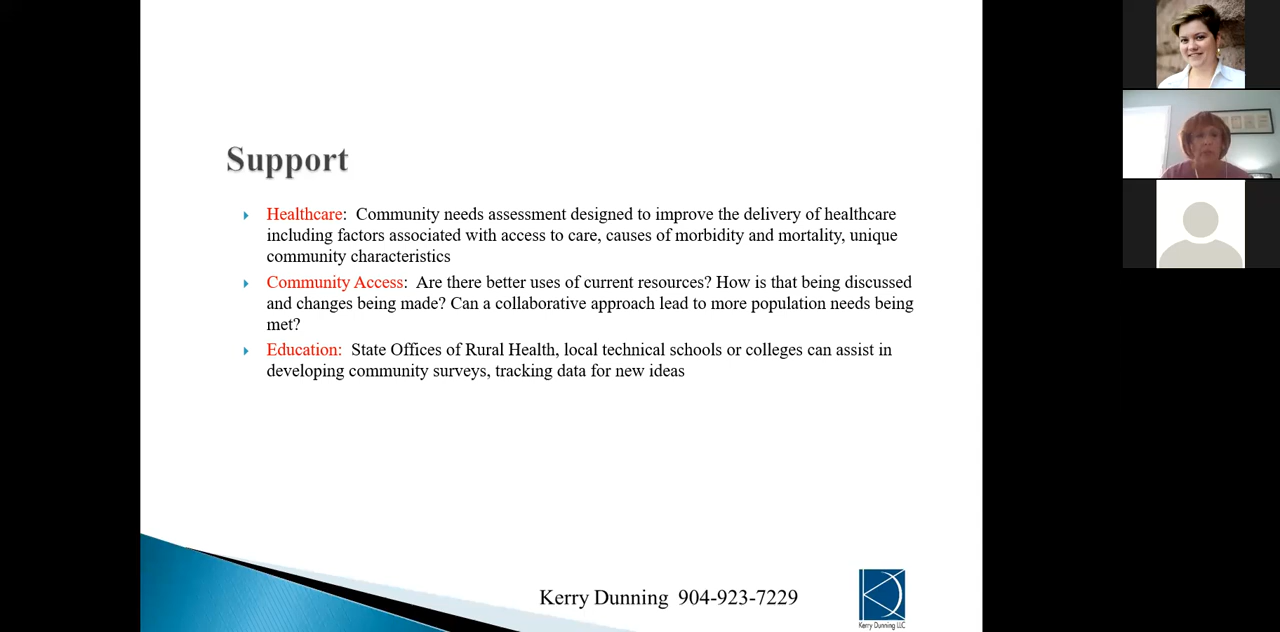 Support
Healthcare:  Community needs assessment designed to improve the delivery of healthcare
including factors associated with access to care, causes of morbidity and mortality, unique
community characteristics
Community Access:  Are there better uses of current resources? How is that being discussed
and changes being made? Can a collaborative approach lead to more population needs being
met?
Education:  State Offices of Rural Health, local technical schools or colleges can assist in
developing community surveys, tracking data for new ideas
Kerry Dunning  904-923-7229
Kerry Dunning LLC